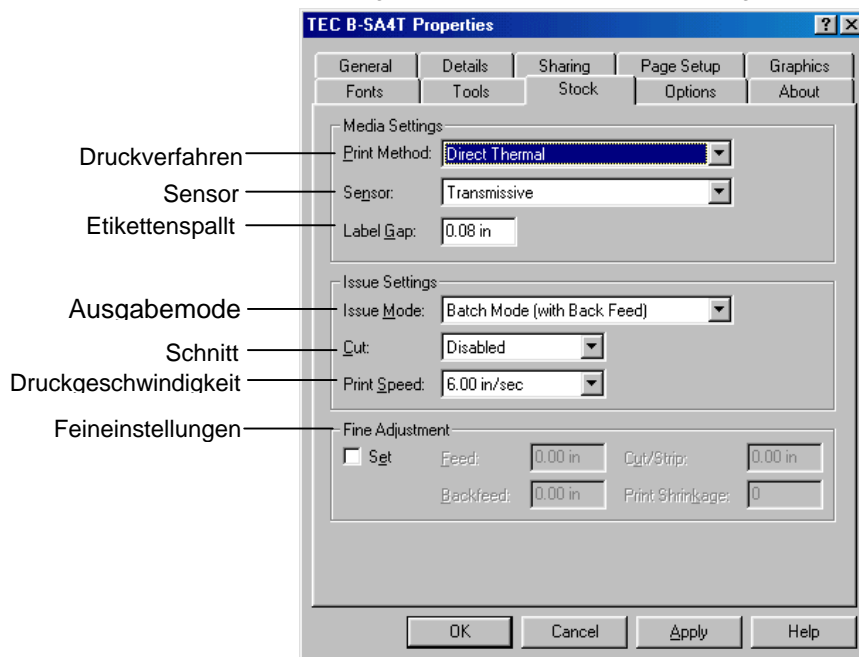 TEC B-SA4T Properties
General Details Sharing Page Setup Graphics
Fonts Tools Stock Options About
Media Settings
Druckverfahren Print Method: Direct Thermal
Sensor Sensor: Transmissive
Etikettenspallt Label Gap: 0.08 in
Issue Settings
Ausgabemode Issue Mode: Batch Mode (with Back Feed)
Schnitt Cut: Disabled
Druckgeschwindigkeit Print Speed: 6.00 in/sec
Feineinstellungen Fine Adjustment
Set Feed: 0.00 in Cut/Strip: 0.00 in
Backfeed: 0.00 in Print Shrinkage: 0
OK Cancel Apply Help